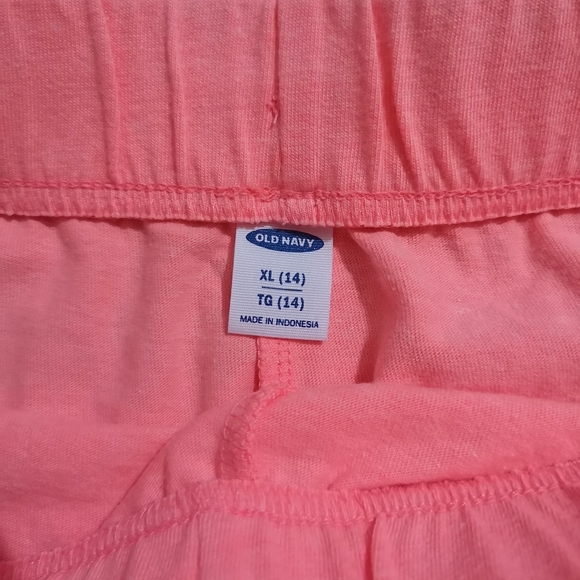 OLD NAVY
XL (14)
TG (14)
MADE IN INDONESIA